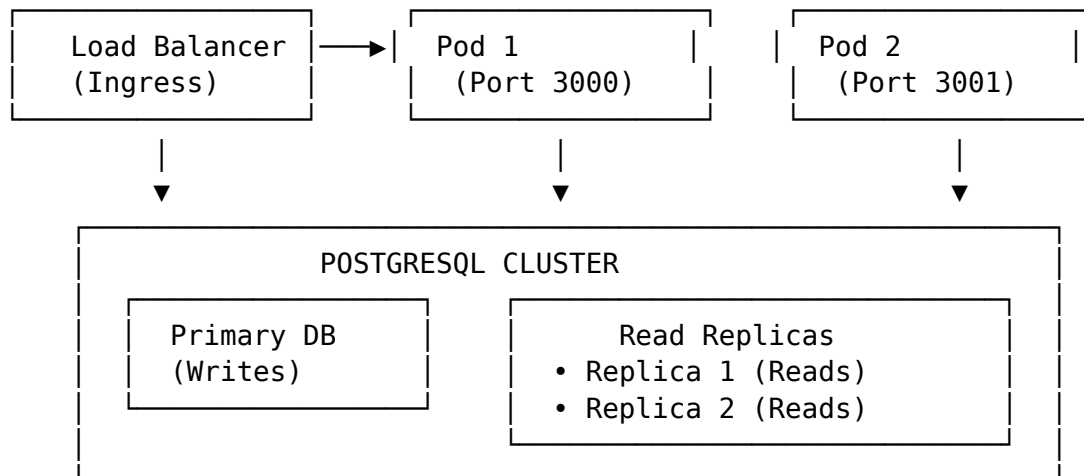 Load Balancer Pod 1 Pod 2
(Ingress) (Port 3000) (Port 3001)
POSTGRESQL CLUSTER
Primary DB Read Replicas
(Writes) • Replica 1 (Reads)
• Replica 2 (Reads)